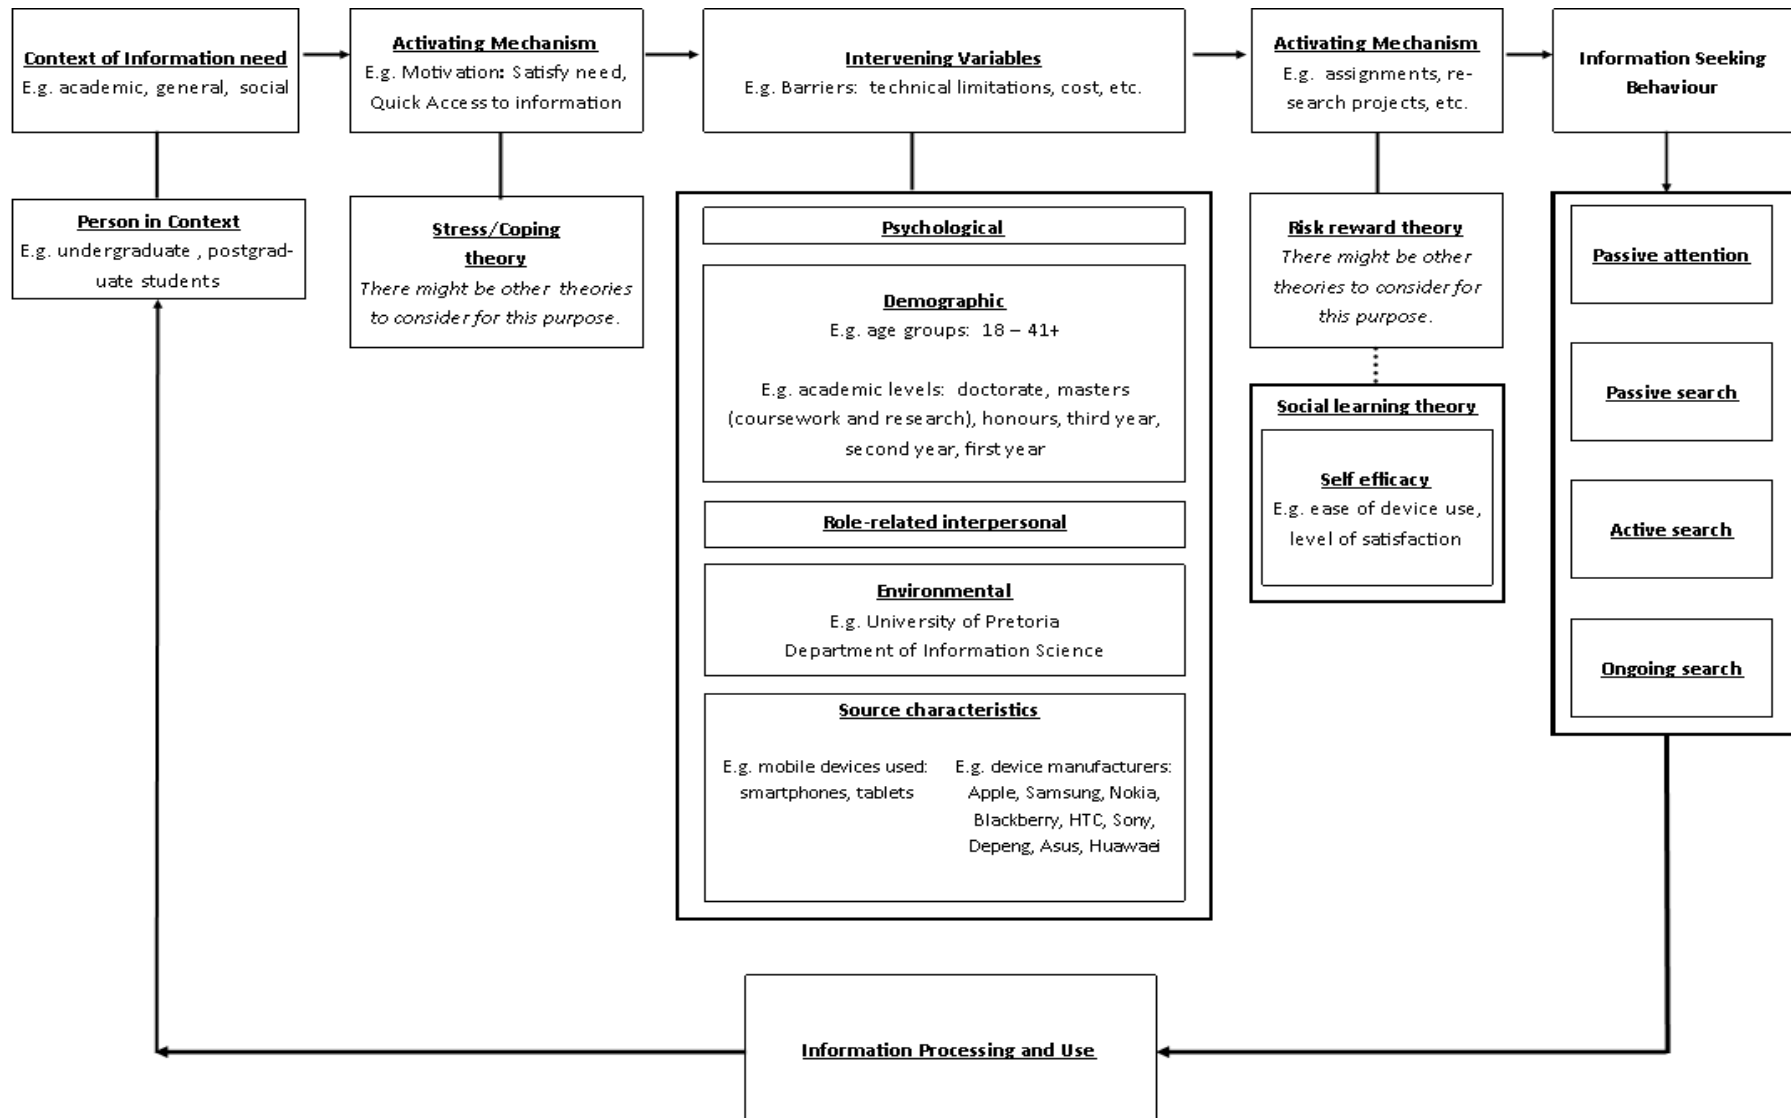 Context of Information need
E.g. academic, general, social
Activating Mechanism
E.g. Motivation: Satisfy need,
Quick Access to information
Intervening Variables
E.g. Barriers: technical limitations, cost, etc.
Activating Mechanism
E.g. assignments, re-
search projects, etc.
Information Seeking
Behaviour
Person in Context
E.g. undergraduate , postgrad-
uate students
Stress/Coping
theory
There might be other theories
to consider for this purpose.
Psychological
Demographic
E.g. age groups: 18 – 41+
E.g. academic levels: doctorate, masters
(coursework and research), honours, third year,
second year, first year
Role-related interpersonal
Environmental
E.g. University of Pretoria
Department of Information Science
Source characteristics
E.g. mobile devices used:
smartphones, tablets
E.g. device manufacturers:
Apple, Samsung, Nokia,
Blackberry, HTC, Sony,
Depeng, Asus, Huawaei
Risk reward theory
There might be other
theories to consider for
this purpose.
Social learning theory
Self efficacy
E.g. ease of device use,
level of satisfaction
Passive attention
Passive search
Active search
Ongoing search
Information Processing and Use